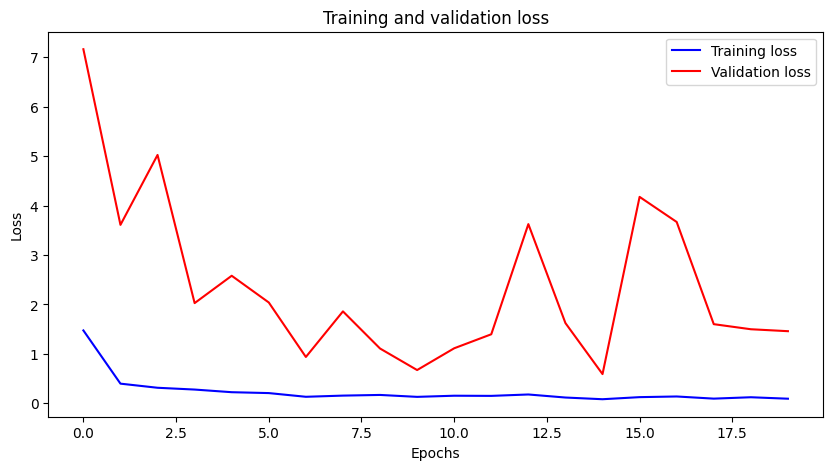 Training and validation loss
Training loss
Validation loss
Loss
7
6
5
4
3
2
1
0
0.0 2.5 5.0 7.5 10.0 12.5 15.0 17.5
Epochs